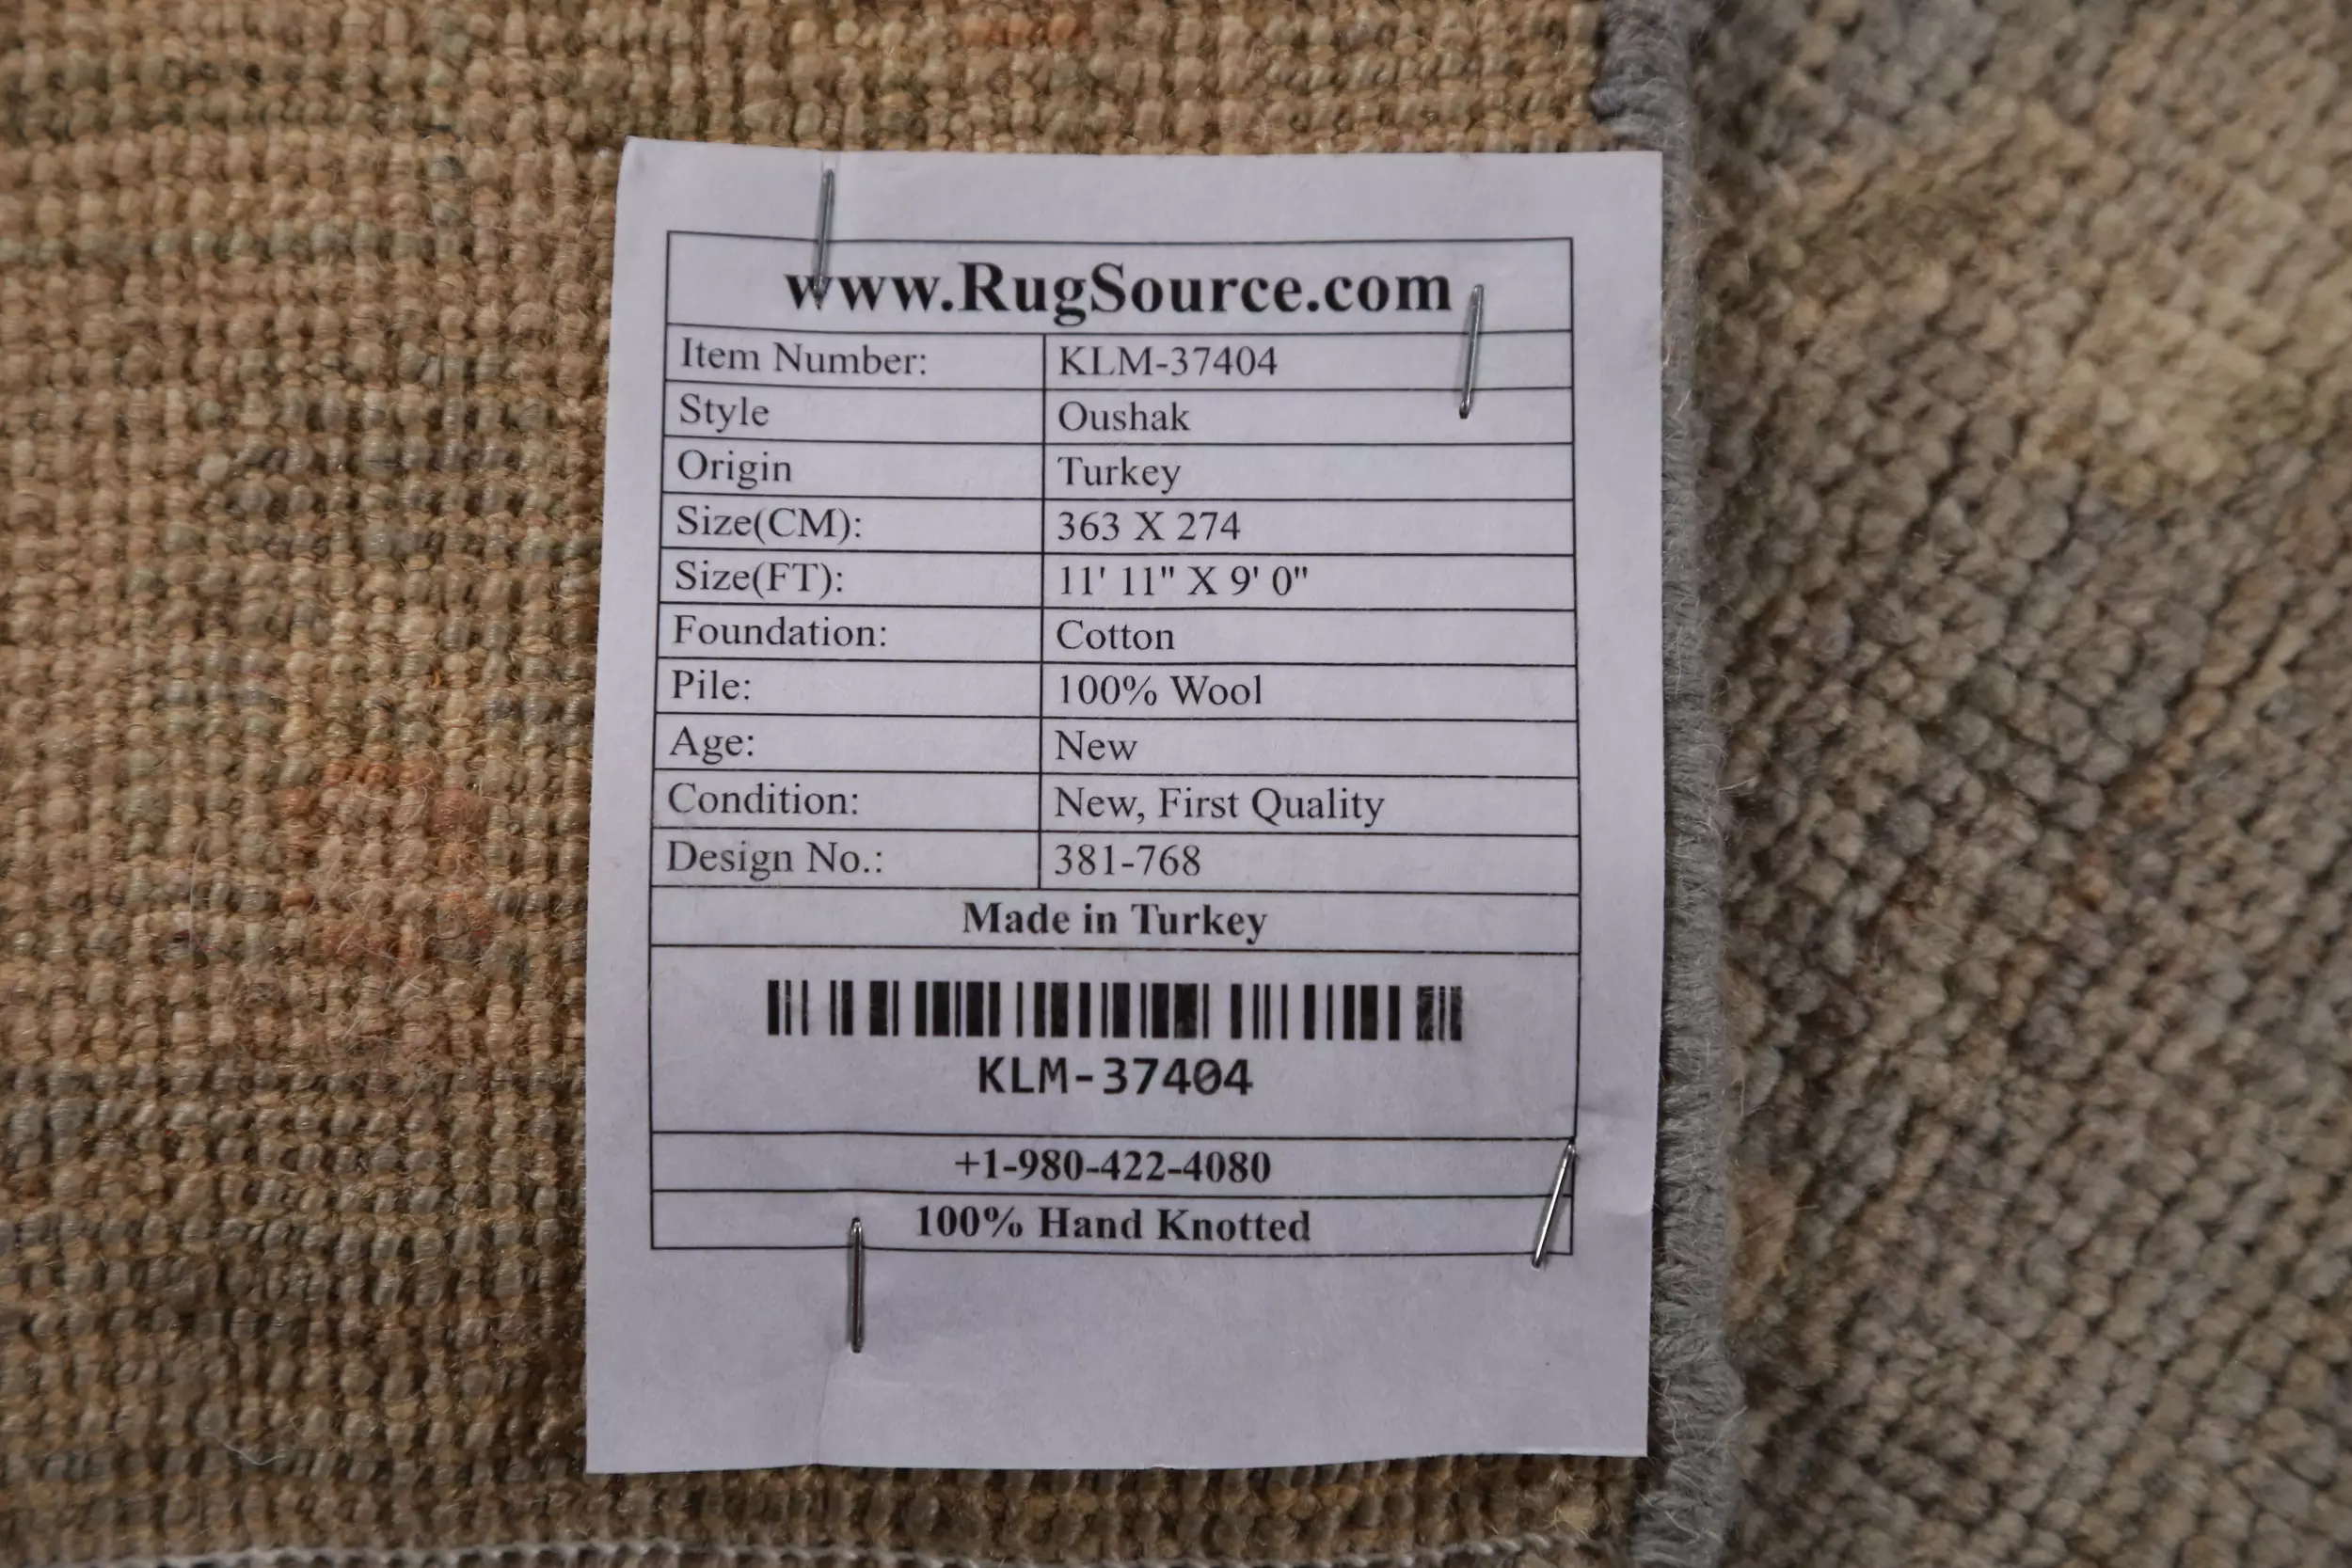 www.RugSource.com
Item Number: KLM-37404
Style Oushak
Origin Turkey
Size(CM): 363 X 274
Size(FT): 11' 11" X 9' 0"
Foundation: Cotton
Pile: 100% Wool
Age: New
Condition: New, First Quality
Design No.: 381-768
Made in Turkey
KLM-37404
+1-980-422-4080
100% Hand Knotted